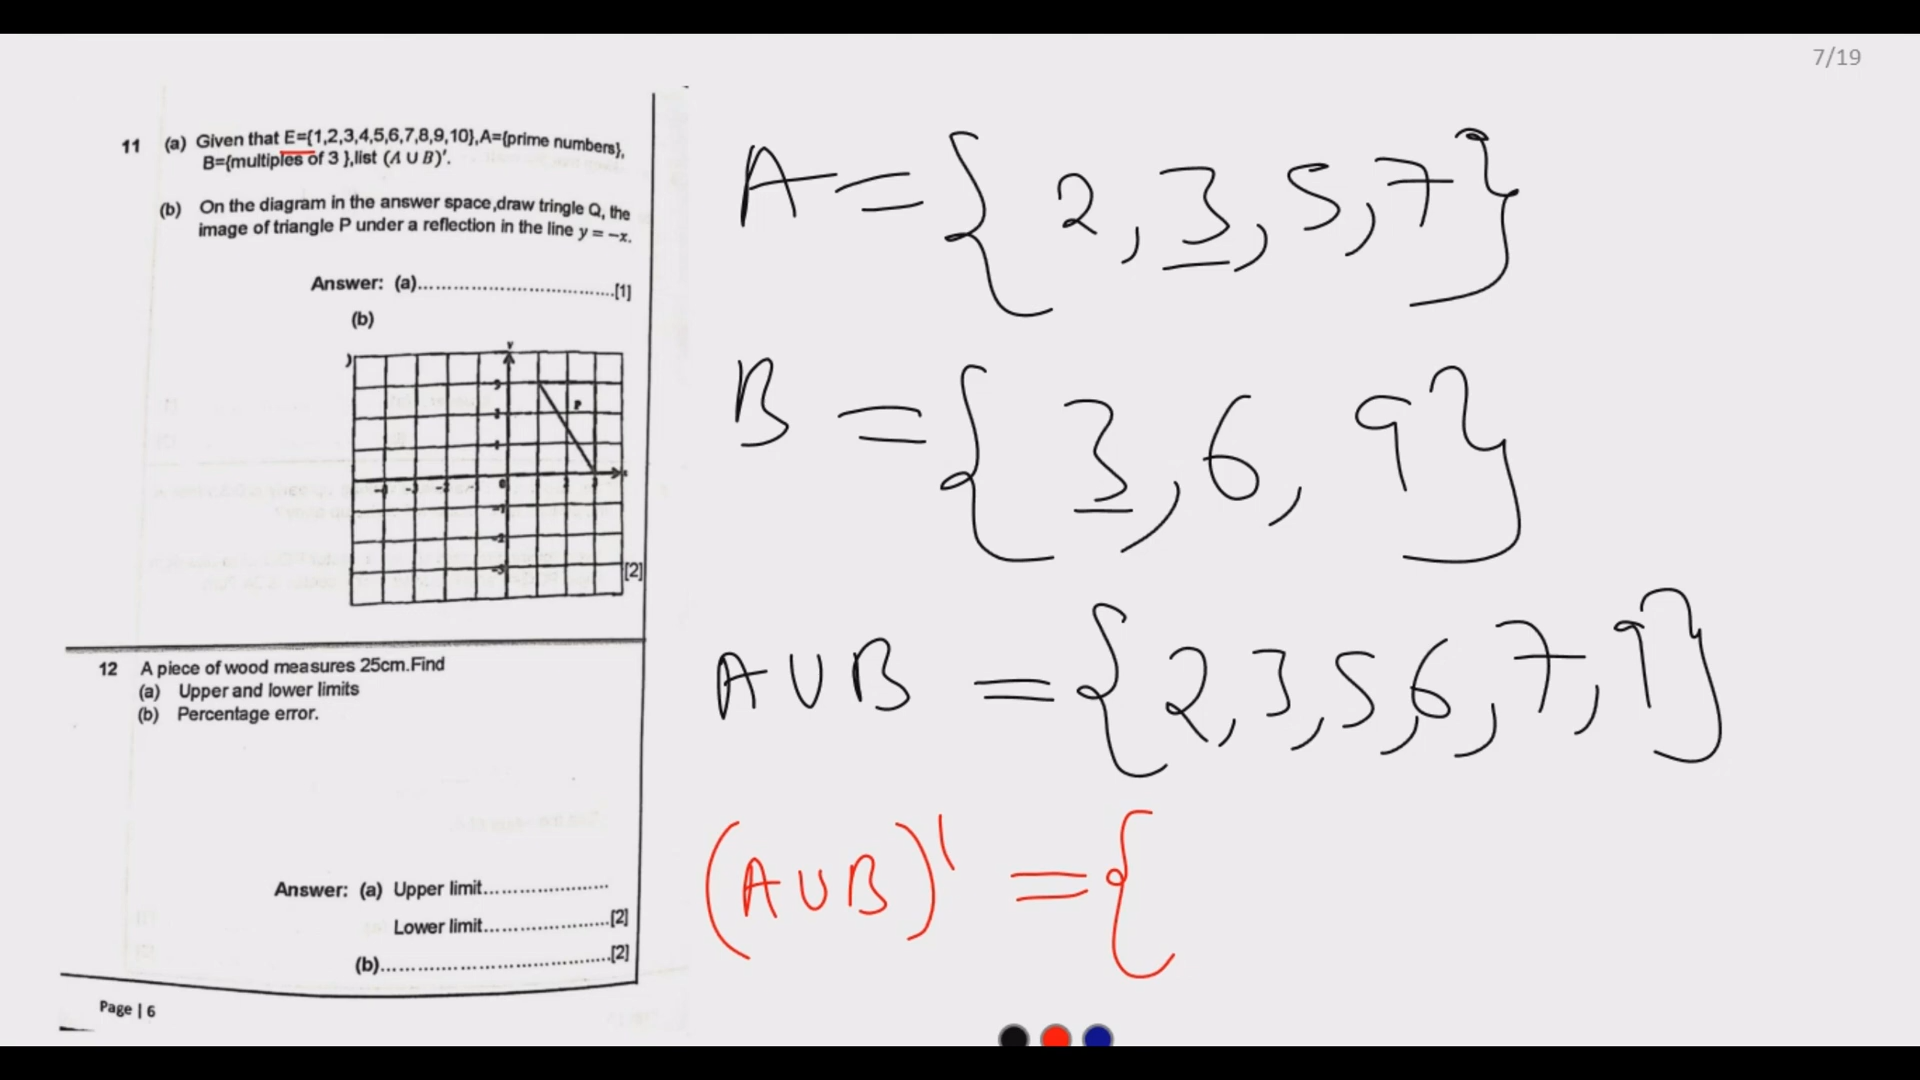 7/19
11 (a) Given that E={1,2,3,4,5,6,7,8,9,10},A={prime numbers},
B={multiples of 3 },list (A ∪ B)'.
(b) On the diagram in the answer space,draw tringle Q, the
image of triangle P under a reflection in the line y = −x.
Answer: (a)..................................[1]
(b)
y
P
x
0
-1
-2
-3
[2]
12 A piece of wood measures 25cm.Find
(a) Upper and lower limits
(b) Percentage error.
Answer: (a) Upper limit.....................
Lower limit.....................[2]
(b).......................................[2]
Page | 6
A = { 2, 3, 5, 7 }
B = { 3, 6, 9 }
A ∪ B = { 2, 3, 5, 6, 7, 9 }
(A ∪ B)' = {